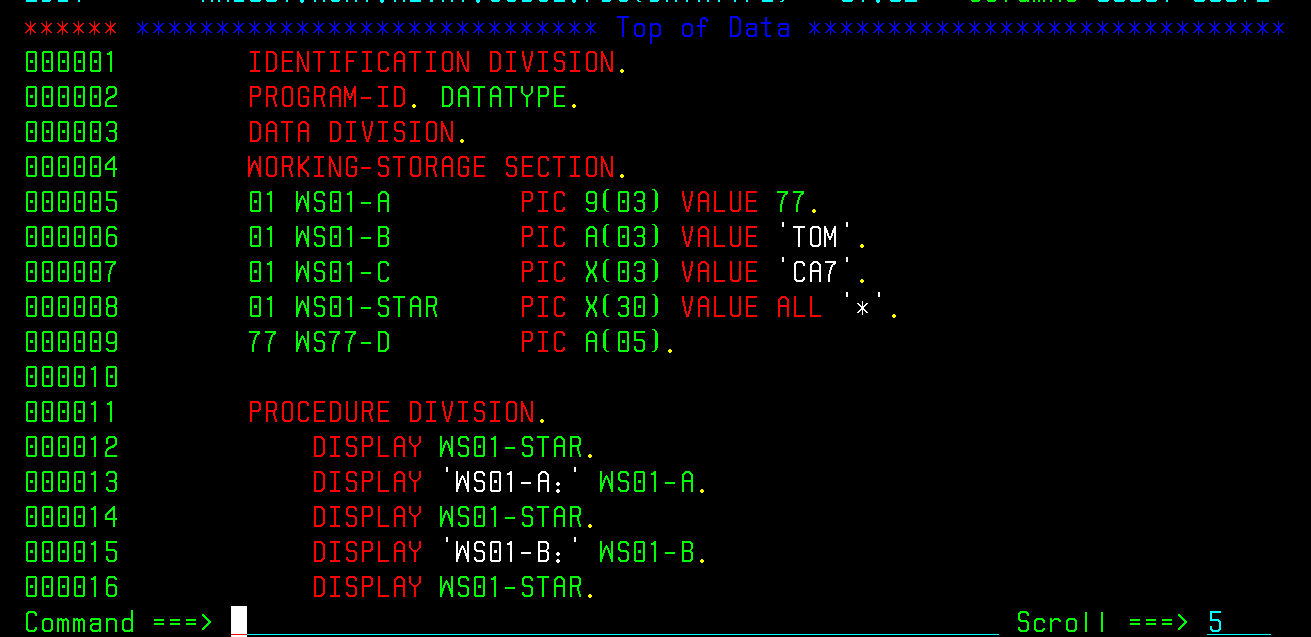 ****** ***************************** Top of Data ******************************
000001 IDENTIFICATION DIVISION.
000002 PROGRAM-ID. DATATYPE.
000003 DATA DIVISION.
000004 WORKING-STORAGE SECTION.
000005 01 WS01-A PIC 9(03) VALUE 77.
000006 01 WS01-B PIC A(03) VALUE 'TOM'.
000007 01 WS01-C PIC X(03) VALUE 'CA7'.
000008 01 WS01-STAR PIC X(30) VALUE ALL '*'.
000009 77 WS77-D PIC A(05).
000010
000011 PROCEDURE DIVISION.
000012 DISPLAY WS01-STAR.
000013 DISPLAY 'WS01-A:' WS01-A.
000014 DISPLAY WS01-STAR.
000015 DISPLAY 'WS01-B:' WS01-B.
000016 DISPLAY WS01-STAR.
Command ===> Scroll ===> 5